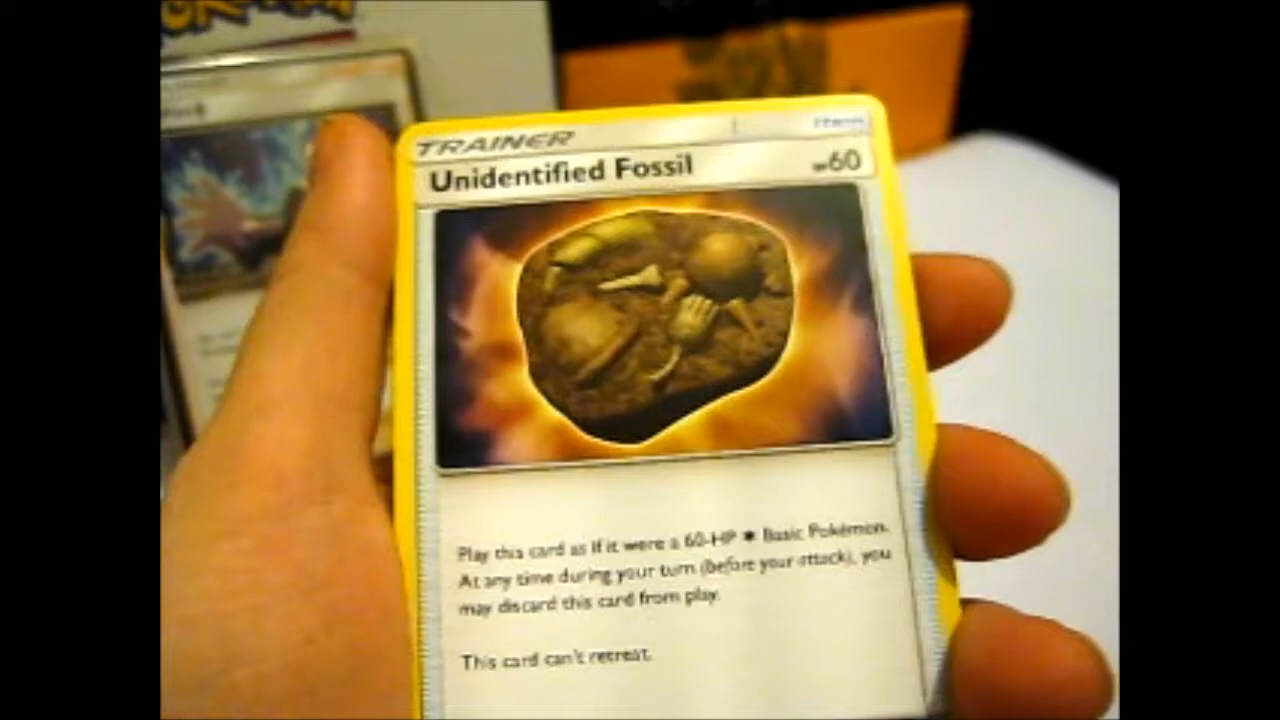 TRAINER Item
Unidentified Fossil HP60
Play this card as if it were a 60-HP * Basic Pokémon.
At any time during your turn (before your attack), you
may discard this card from play.
This card can't retreat.